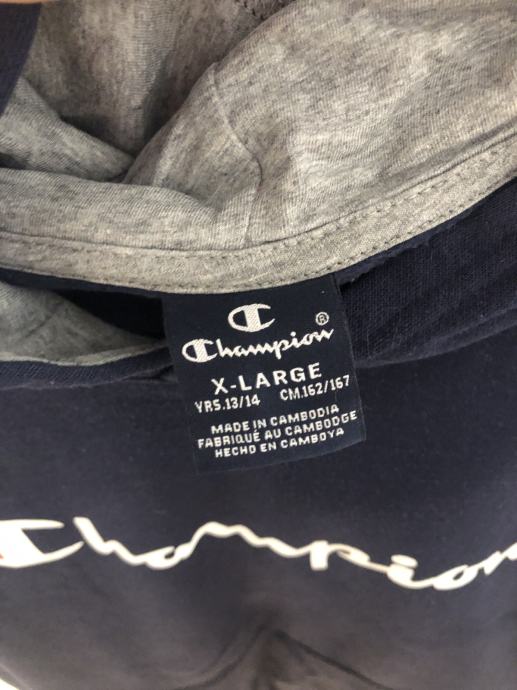 Champion®
X-LARGE
YRS.13/14 CM.162/167
MADE IN CAMBODIA
FABRIQUÉ AU CAMBODGE
HECHO EN CAMBOYA
Champion